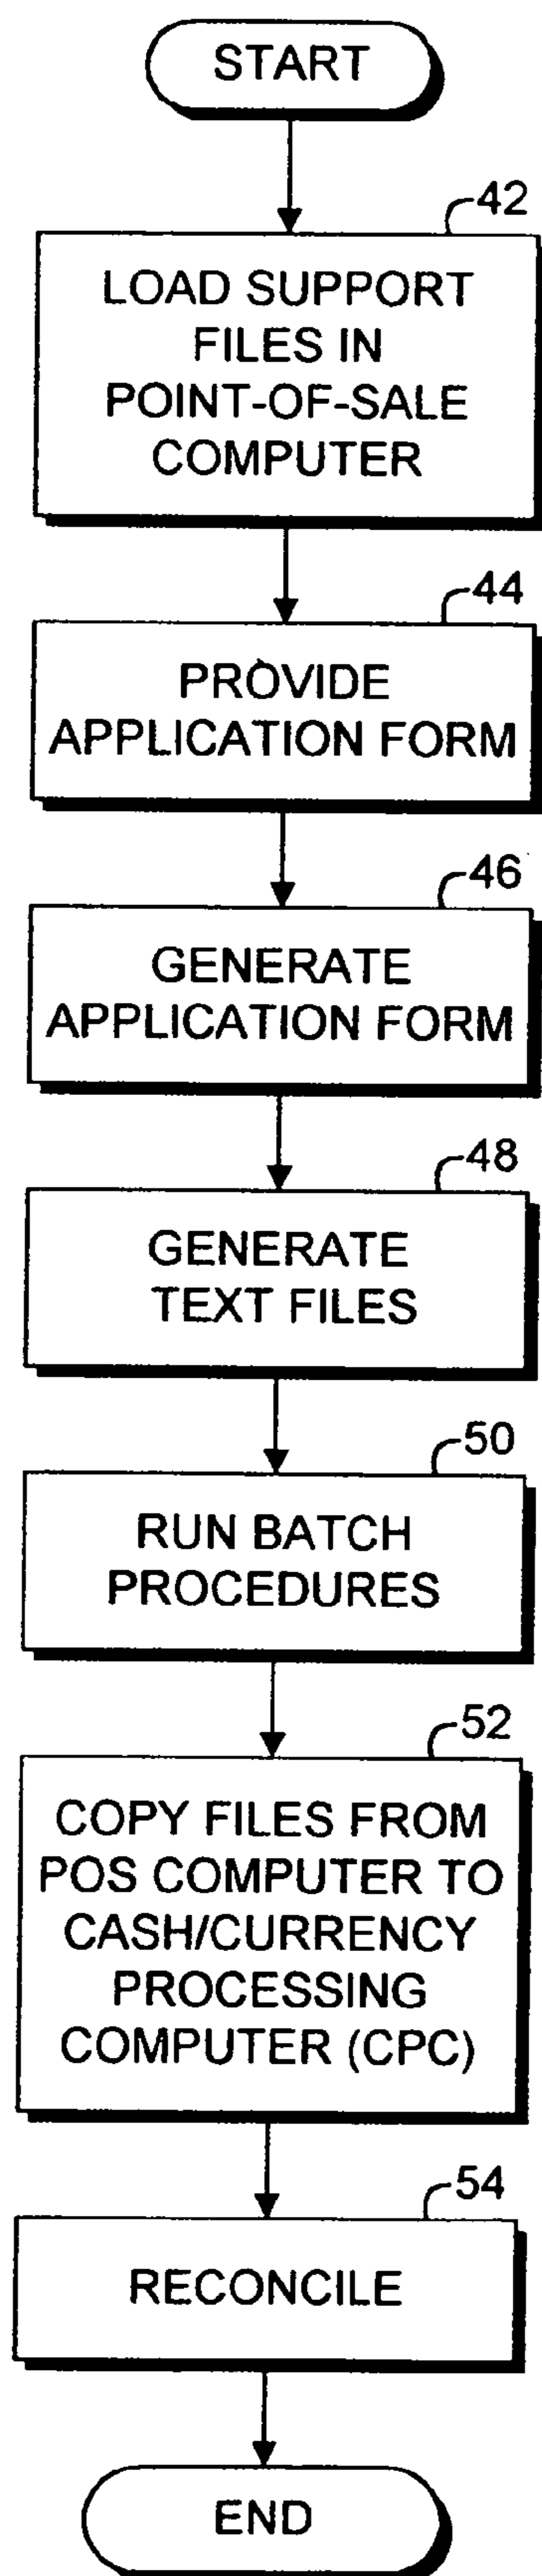 START
42
LOAD SUPPORT
FILES IN
POINT-OF-SALE
COMPUTER
44
PROVIDE
APPLICATION FORM
46
GENERATE
APPLICATION FORM
48
GENERATE
TEXT FILES
50
RUN BATCH
PROCEDURES
52
COPY FILES FROM
POS COMPUTER TO
CASH/CURRENCY
PROCESSING
COMPUTER (CPC)
54
RECONCILE
END